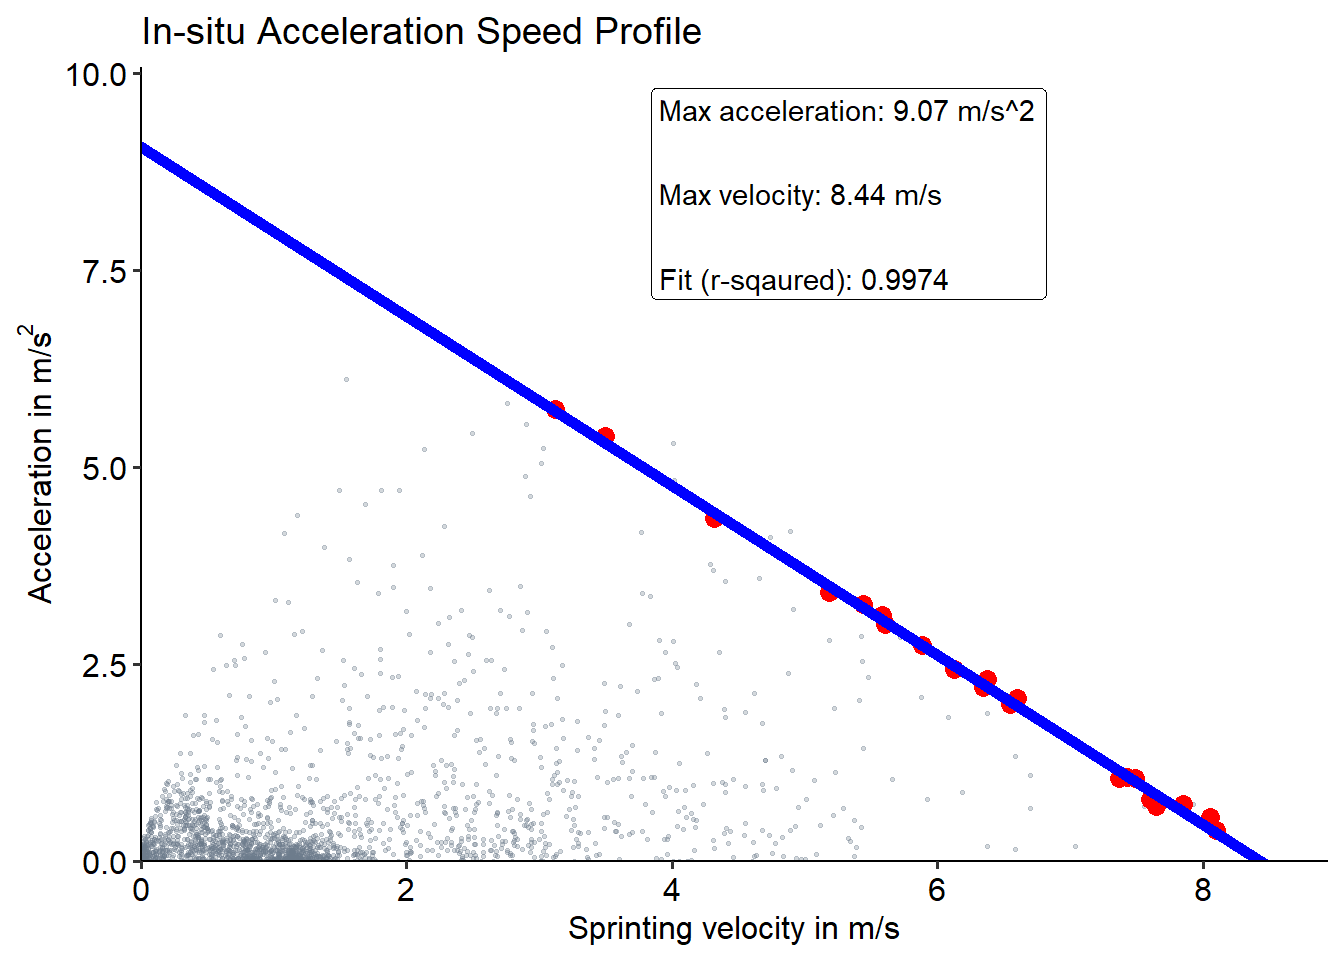 In-situ Acceleration Speed Profile
10.0
7.5
5.0
2.5
0.0
Acceleration in m/s²
Max acceleration: 9.07 m/s^2
Max velocity: 8.44 m/s
Fit (r-sqaured): 0.9974
0 2 4 6 8
Sprinting velocity in m/s